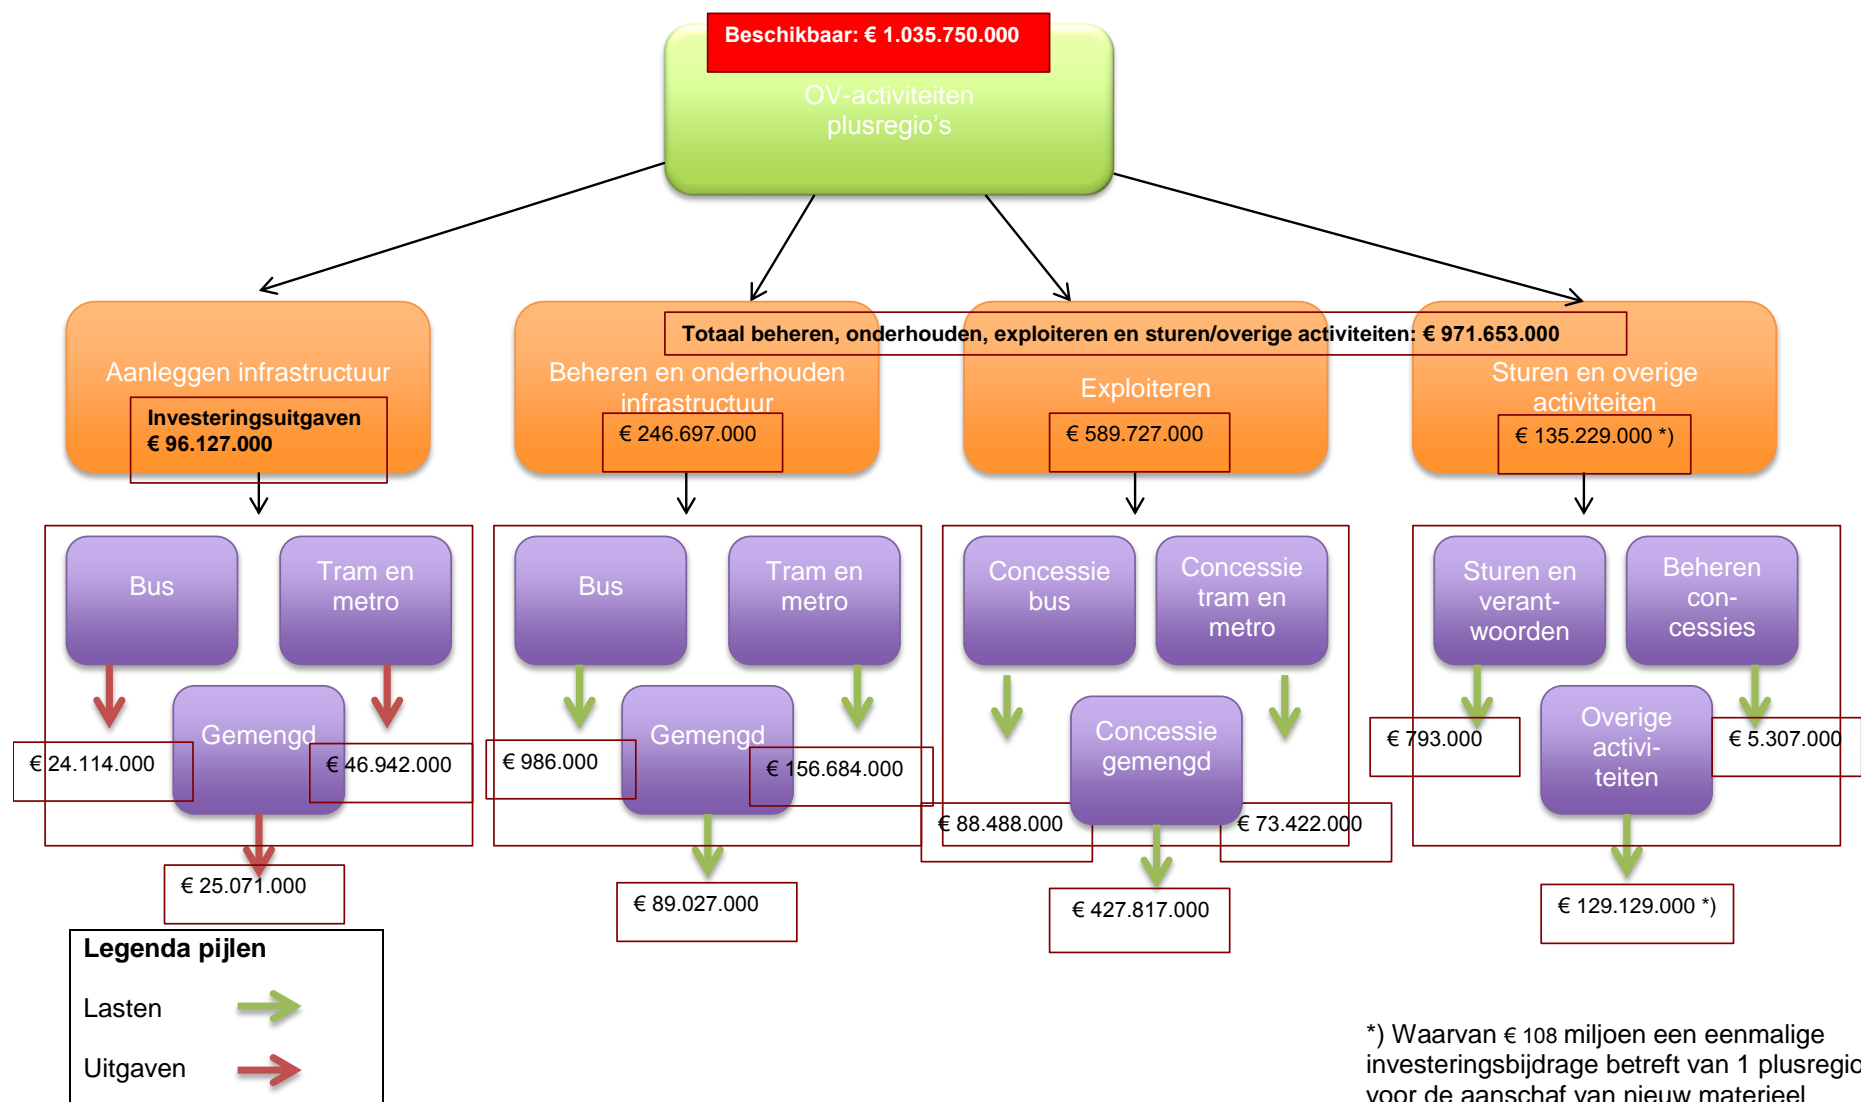 Beschikbaar: € 1.035.750.000
OV-activiteiten
plusregio's
Totaal beheren, onderhouden, exploiteren en sturen/overige activiteiten: € 971.653.000
Aanleggen infrastructuur
Investeringsuitgaven
€ 96.127.000
Beheren en onderhouden
infrastructuur
€ 246.697.000
Exploiteren
€ 589.727.000
Sturen en overige
activiteiten
€ 135.229.000 *)
Bus
Tram en
metro
Gemengd
€ 24.114.000
€ 46.942.000
€ 25.071.000
Bus
Tram en
metro
Gemengd
€ 986.000
€ 156.684.000
€ 89.027.000
Concessie
bus
Concessie
tram en
metro
Concessie
gemengd
€ 88.488.000
€ 73.422.000
€ 427.817.000
Sturen en
verant-
woorden
Beheren
con-
cessies
Overige
activi-
teiten
€ 793.000
€ 5.307.000
€ 129.129.000 *)
Legenda pijlen
Lasten
Uitgaven
*) Waarvan € 108 miljoen een eenmalige
investeringsbijdrage betreft van 1 plusregio
voor de aanschaf van nieuw materieel